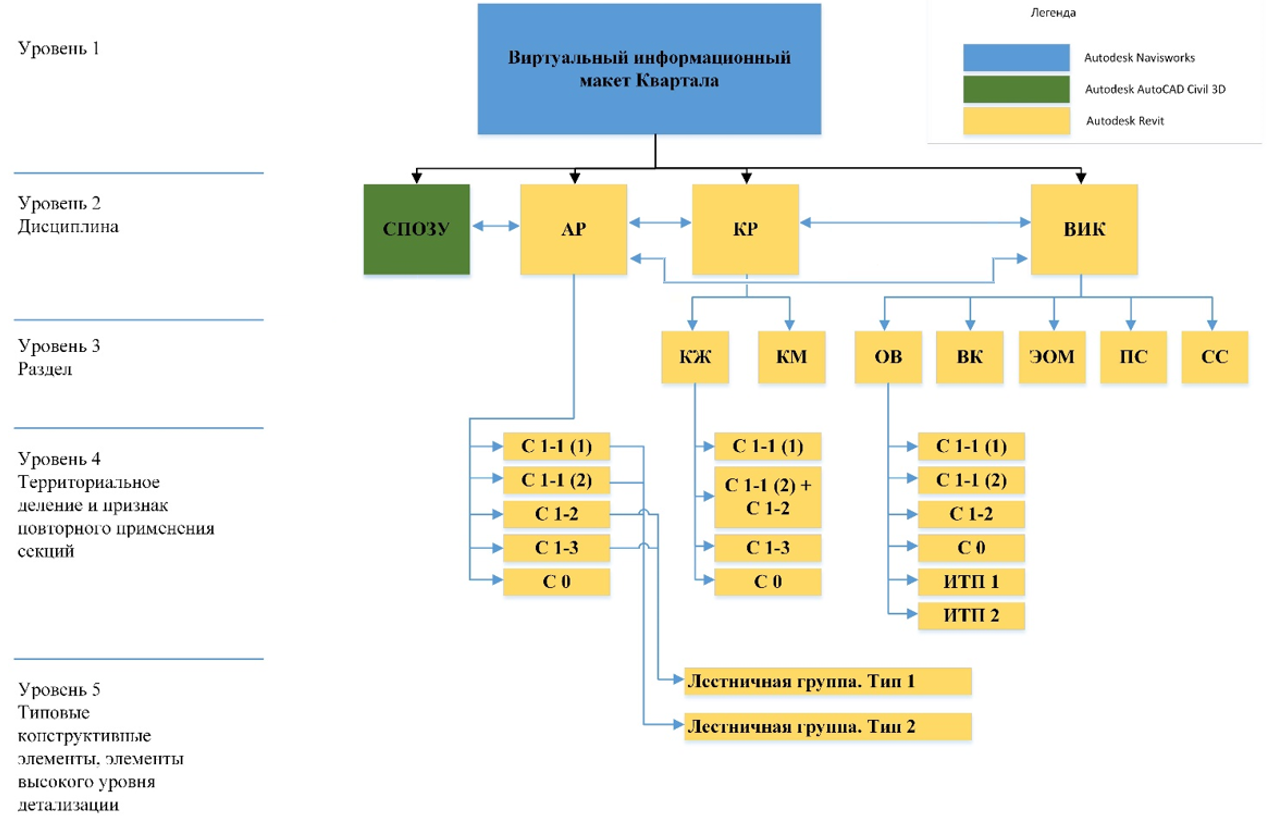 Легенда
Уровень 1
Виртуальный информационный
макет Квартала
Autodesk Navisworks
Autodesk AutoCAD Civil 3D
Autodesk Revit
Уровень 2
Дисциплина
СПОЗУ
АР
КР
ВИК
Уровень 3
Раздел
КЖ
КМ
ОВ
ВК
ЭОМ
ПС
СС
Уровень 4
Территориальное
деление и признак
повторного применения
секций
С 1-1 (1)
С 1-1 (2)
С 1-2
С 1-3
С 0
С 1-1 (1)
С 1-1 (2) +
С 1-2
С 1-3
С 0
С 1-1 (1)
С 1-1 (2)
С 1-2
С 0
ИТП 1
ИТП 2
Уровень 5
Типовые
конструктивные
элементы, элементы
высокого уровня
детализации
Лестничная группа. Тип 1
Лестничная группа. Тип 2